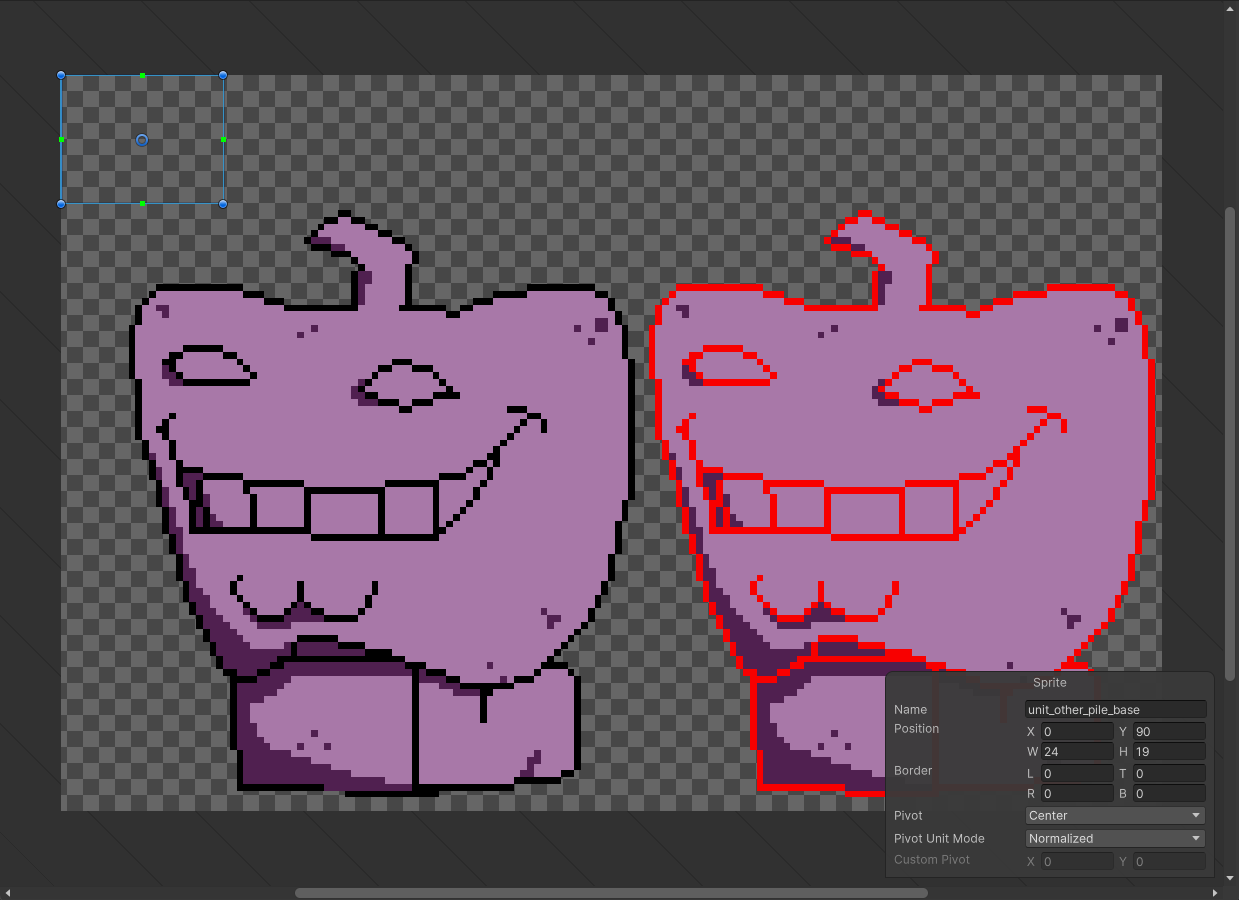 Sprite
Name unit_other_pile_base
Position X 0 Y 90
W 24 H 19
Border L 0 T 0
R 0 B 0
Pivot Center
Pivot Unit Mode Normalized
Custom Pivot X 0 Y 0